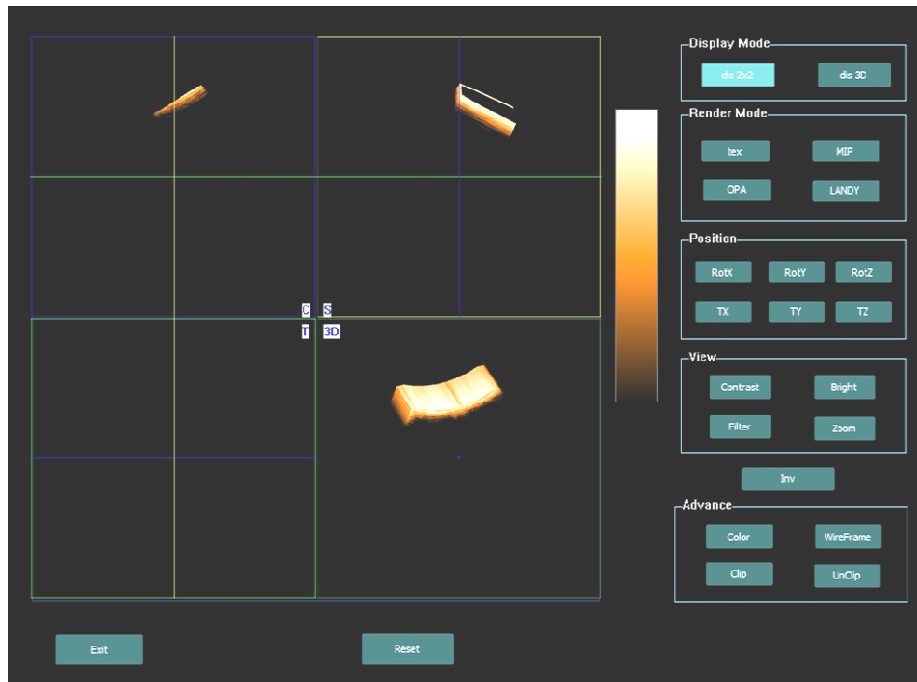 Display Mode
dis 2x2 dis 3D
Render Mode
tex MIP
OPA LANDY
Position
RotX RotY RotZ
TX TY TZ
C S
T 3D
View
Contrast Bright
Filter Zoom
Inv
Advance
Color WireFrame
Clip UnClip
Exit Reset